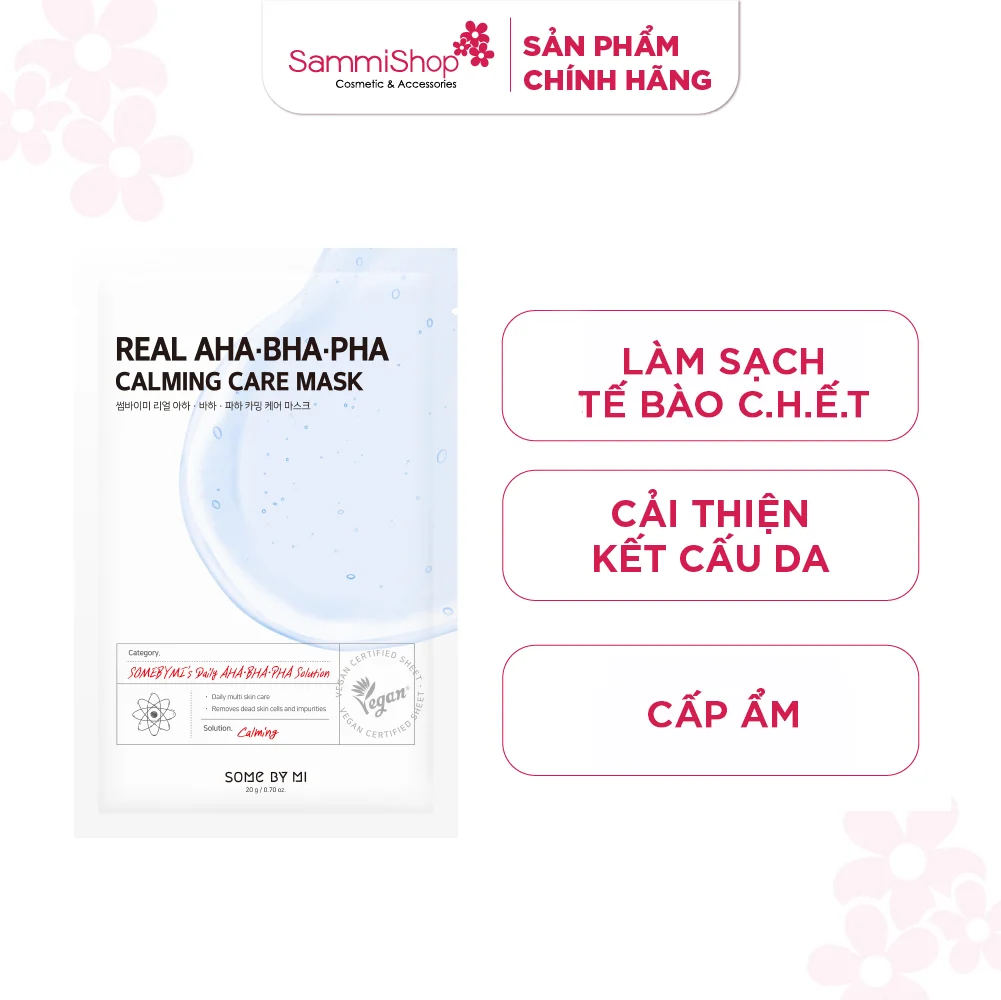 SammiShop
Cosmetic & Accessories
SẢN PHẨM
CHÍNH HÃNG
REAL AHA·BHA·PHA
CALMING CARE MASK
썸바이미 리얼 아하 · 바하 · 파하 카밍 케어 마스크
Category.
SOMEBYMI's Daily AHA·BHA·PHA Solution
· Daily multi skin care
· Removes dead skin cells and impurities
Solution. Calming
VEGAN CERTIFIED SHEET · VEGAN CERTIFIED SHEET ·
Vegan
SOME BY MI
20 g / 0.70 oz.
LÀM SẠCH
TẾ BÀO C.H.Ế.T
CẢI THIỆN
KẾT CẤU DA
CẤP ẨM